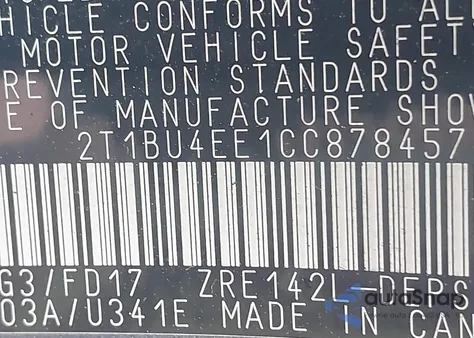 HICLE CONFORMS TO AL
MOTOR VEHICLE SAFET
REVENTION STANDARDS
E OF MANUFACTURE SHOW
2T1BU4EE1CC878457
G3/FD17 ZRE142L-DEPS
03A/U341E MADE IN CAN
autoSnap